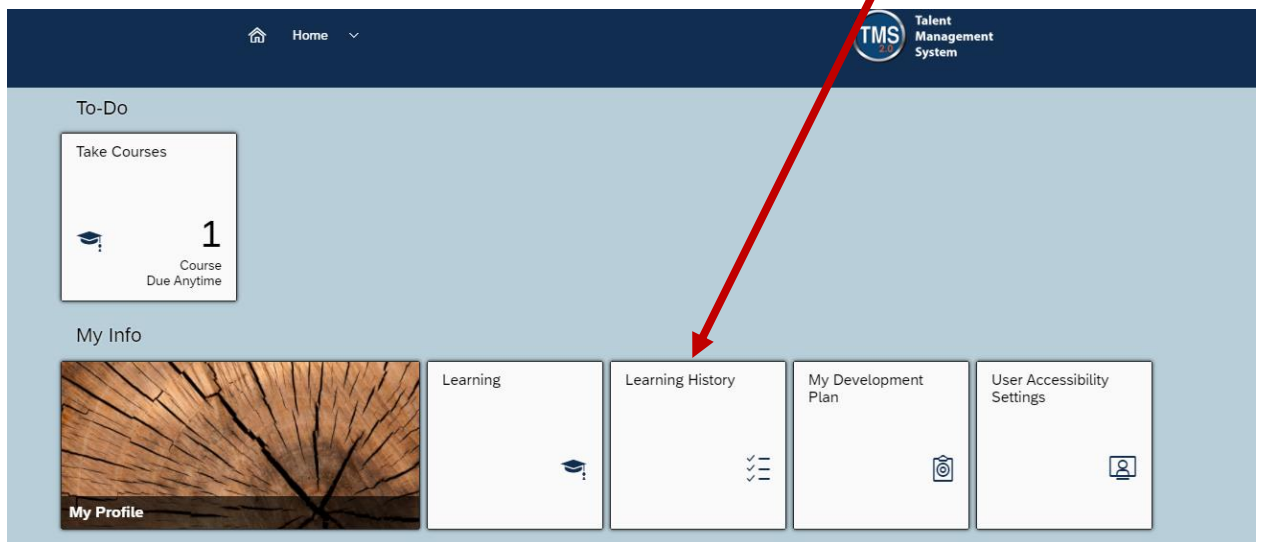 Home
TMS
2.0
Talent
Management
System
To-Do
Take Courses
1
Course
Due Anytime
My Info
My Profile
Learning
Learning History
My Development
Plan
User Accessibility
Settings